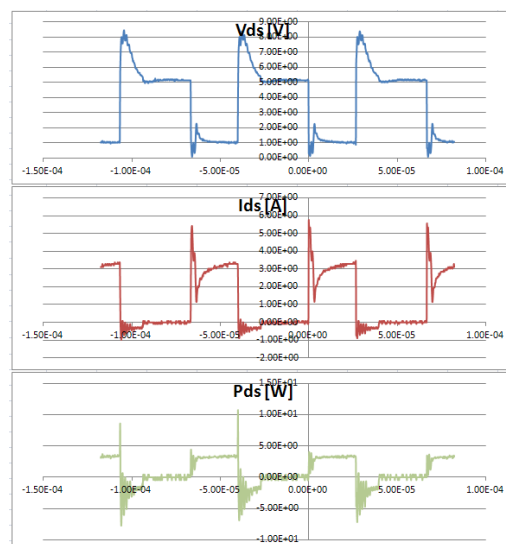 Vds [V]
9.00E+00
8.00E+00
7.00E+00
6.00E+00
5.00E+00
4.00E+00
3.00E+00
2.00E+00
1.00E+00
0.00E+00
-1.50E-04 -1.00E-04 -5.00E-05 0.00E+00 5.00E-05 1.00E-04
Ids [A]
7.00E+00
6.00E+00
5.00E+00
4.00E+00
3.00E+00
2.00E+00
1.00E+00
0.00E+00
-1.50E-04 -1.00E-04 -5.00E-05 0.00E+00 5.00E-05 1.00E-04
-1.00E+00
-2.00E+00
Pds [W]
1.50E+01
1.00E+01
5.00E+00
0.00E+00
-1.50E-04 -1.00E-04 -5.00E-05 0.00E+00 5.00E-05 1.00E-04
-5.00E+00
-1.00E+01